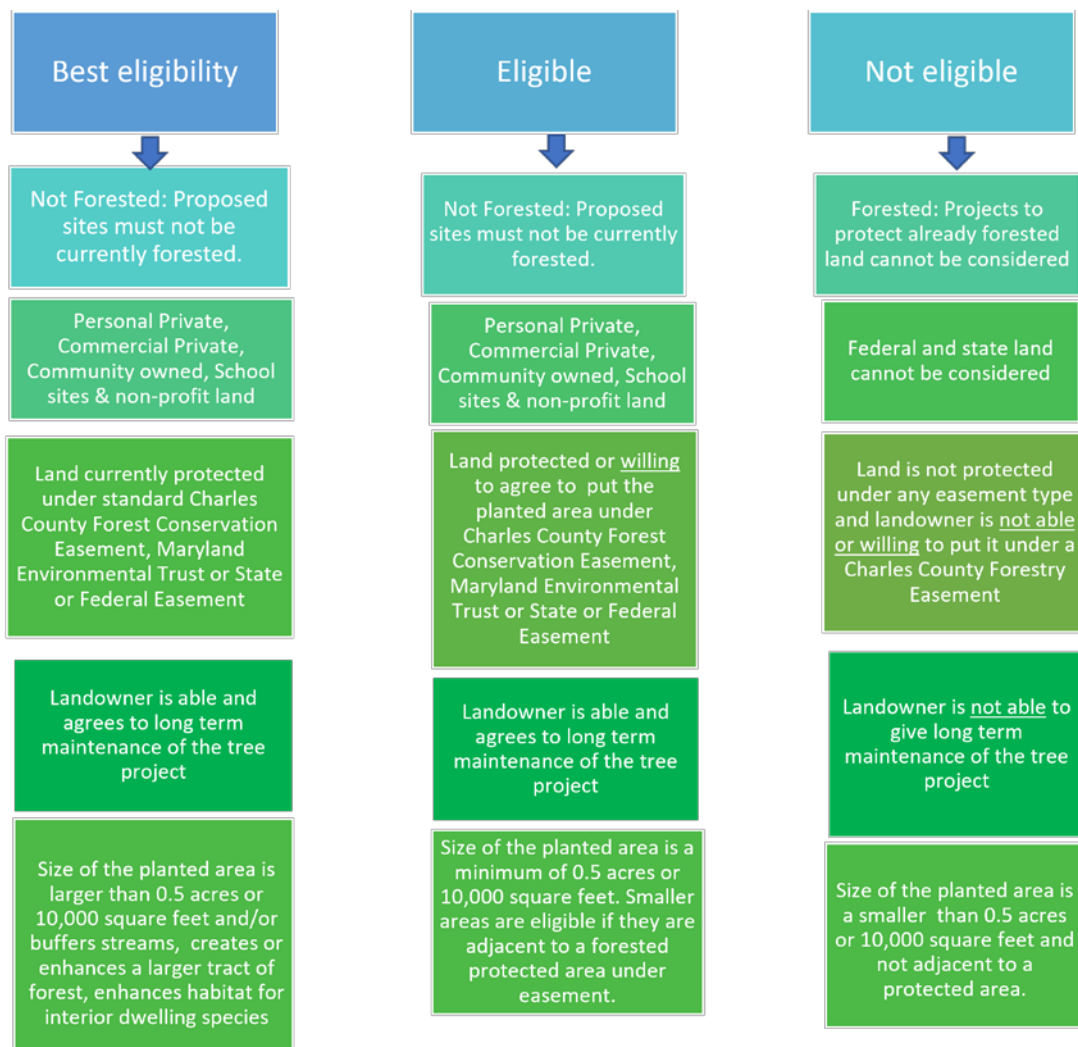 Best eligibility
Not Forested: Proposed
sites must not be
currently forested.
Personal Private,
Commercial Private,
Community owned, School
sites & non-profit land
Land currently protected
under standard Charles
County Forest Conservation
Easement, Maryland
Environmental Trust or State
or Federal Easement
Landowner is able and
agrees to long term
maintenance of the tree
project
Size of the planted area is
larger than 0.5 acres or
10,000 square feet and/or
buffers streams, creates or
enhances a larger tract of
forest, enhances habitat for
interior dwelling species
Eligible
Not Forested: Proposed
sites must not be currently
forested.
Personal Private,
Commercial Private,
Community owned, School
sites & non-profit land
Land protected or willing
to agree to put the
planted area under
Charles County Forest
Conservation Easement,
Maryland Environmental
Trust or State or Federal
Easement
Landowner is able and
agrees to long term
maintenance of the tree
project
Size of the planted area is a
minimum of 0.5 acres or
10,000 square feet. Smaller
areas are eligible if they are
adjacent to a forested
protected area under
easement.
Not eligible
Forested: Projects to
protect already forested
land cannot be considered
Federal and state land
cannot be considered
Land is not protected
under any easement type
and landowner is not able
or willing to put it under a
Charles County Forestry
Easement
Landowner is not able to
give long term
maintenance of the tree
project
Size of the planted area is
a smaller than 0.5 acres
or 10,000 square feet and
not adjacent to a
protected area.